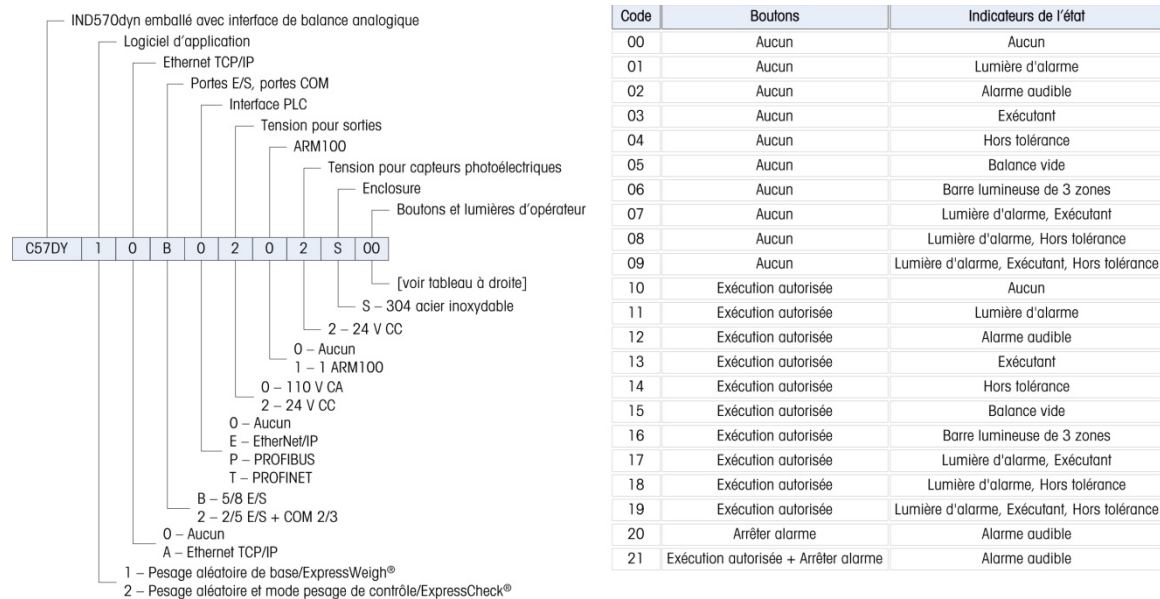 IND570dyn emballé avec interface de balance analogique
Logiciel d'application
Ethernet TCP/IP
Portes E/S, portes COM
Interface PLC
Tension pour sorties
ARM100
Tension pour capteurs photoélectriques
Enclosure
Boutons et lumières d'opérateur
C57DY 1 0 B 0 2 0 2 S 00
[voir tableau à droite]
S – 304 acier inoxydable
2 – 24 V CC
0 – Aucun
1 – 1 ARM100
0 – 110 V CA
2 – 24 V CC
0 – Aucun
E – EtherNet/IP
P – PROFIBUS
T – PROFINET
B – 5/8 E/S
2 – 2/5 E/S + COM 2/3
0 – Aucun
A – Ethernet TCP/IP
1 – Pesage aléatoire de base/ExpressWeigh®
2 – Pesage aléatoire et mode pesage de contrôle/ExpressCheck®
Code Boutons Indicateurs de l'état
00 Aucun Aucun
01 Aucun Lumière d'alarme
02 Aucun Alarme audible
03 Aucun Exécutant
04 Aucun Hors tolérance
05 Aucun Balance vide
06 Aucun Barre lumineuse de 3 zones
07 Aucun Lumière d'alarme, Exécutant
08 Aucun Lumière d'alarme, Hors tolérance
09 Aucun Lumière d'alarme, Exécutant, Hors tolérance
10 Exécution autorisée Aucun
11 Exécution autorisée Lumière d'alarme
12 Exécution autorisée Alarme audible
13 Exécution autorisée Exécutant
14 Exécution autorisée Hors tolérance
15 Exécution autorisée Balance vide
16 Exécution autorisée Barre lumineuse de 3 zones
17 Exécution autorisée Lumière d'alarme, Exécutant
18 Exécution autorisée Lumière d'alarme, Hors tolérance
19 Exécution autorisée Lumière d'alarme, Exécutant, Hors tolérance
20 Arrêter alarme Alarme audible
21 Exécution autorisée + Arrêter alarme Alarme audible